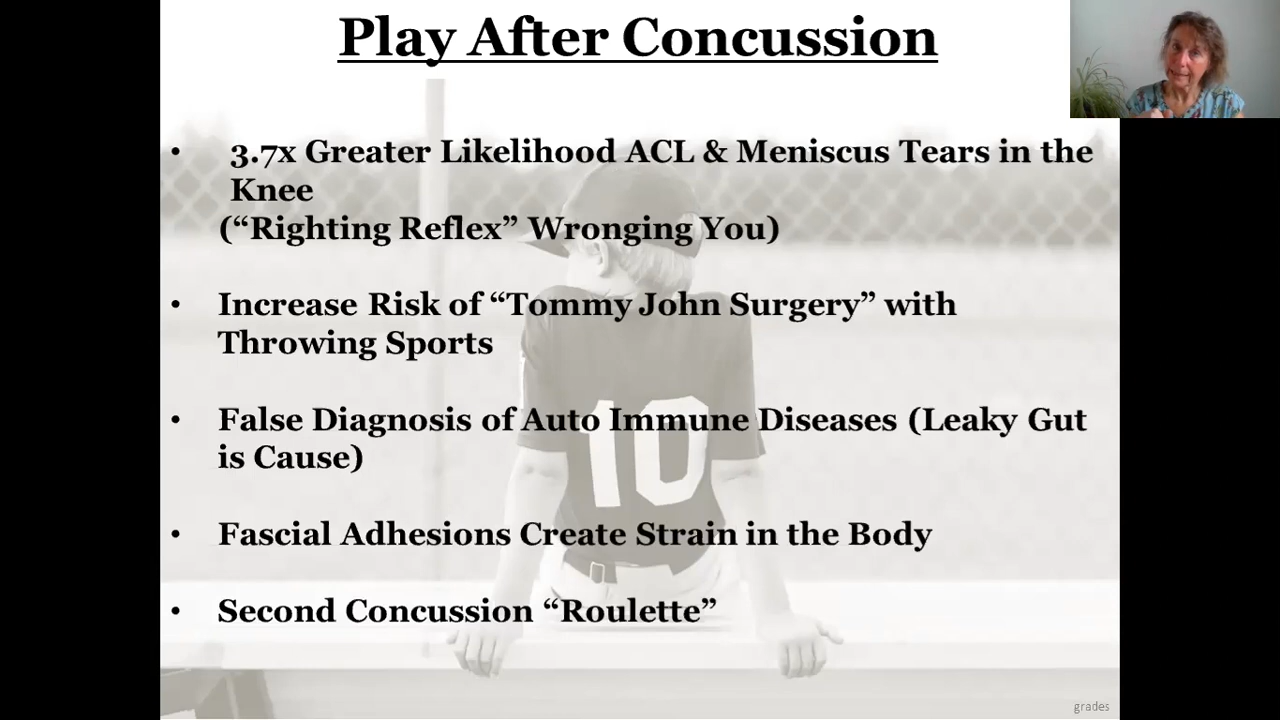 Play After Concussion
• 3.7x Greater Likelihood ACL & Meniscus Tears in the
Knee
(“Righting Reflex” Wronging You)
• Increase Risk of “Tommy John Surgery” with
Throwing Sports
• False Diagnosis of Auto Immune Diseases (Leaky Gut
is Cause)
• Fascial Adhesions Create Strain in the Body
• Second Concussion “Roulette”
10
grades